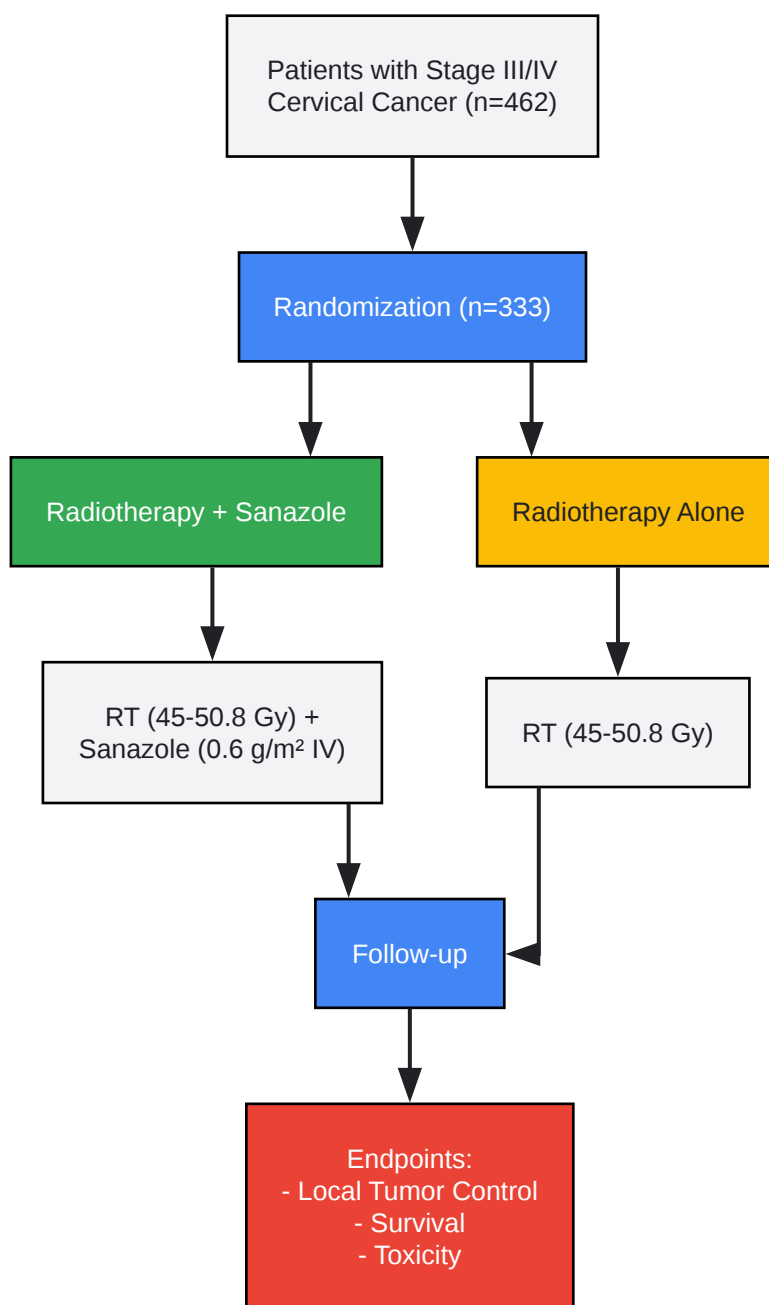 Patients with Stage III/IV
Cervical Cancer (n=462)
Randomization (n=333)
Radiotherapy + Sanazole
Radiotherapy Alone
RT (45-50.8 Gy) +
Sanazole (0.6 g/m² IV)
RT (45-50.8 Gy)
Follow-up
Endpoints:
- Local Tumor Control
- Survival
- Toxicity